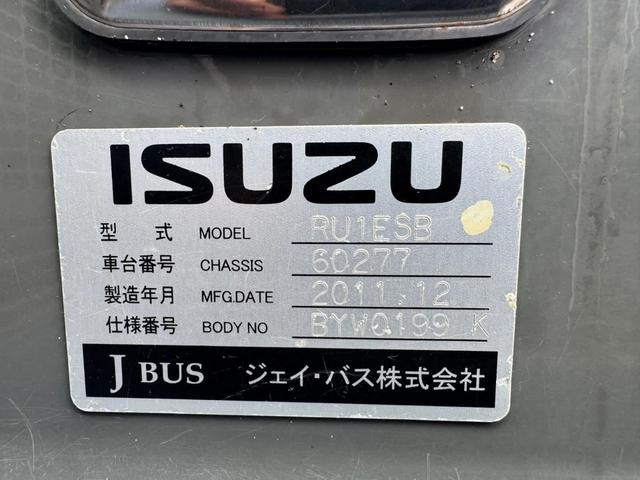 ISUZU
型 式 MODEL RU1ESB
車台番号 CHASSIS 60277
製造年月 MFG.DATE 2011.12
仕様番号 BODY NO BYWQ199 K
J BUS ジェイ・バス株式会社